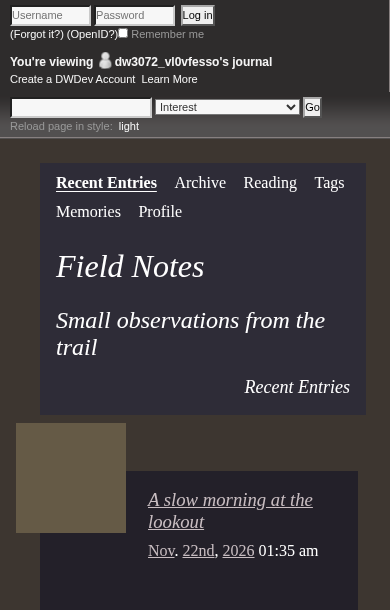 Username Password Log in
(Forgot it?) (OpenID?) Remember me
You're viewing dw3072_vl0vfesso's journal
Create a DWDev Account Learn More
Interest Go
Reload page in style: light
Recent Entries Archive Reading Tags
Memories Profile
Field Notes
Small observations from the
trail
Recent Entries
A slow morning at the
lookout
Nov. 22nd, 2026 01:35 am